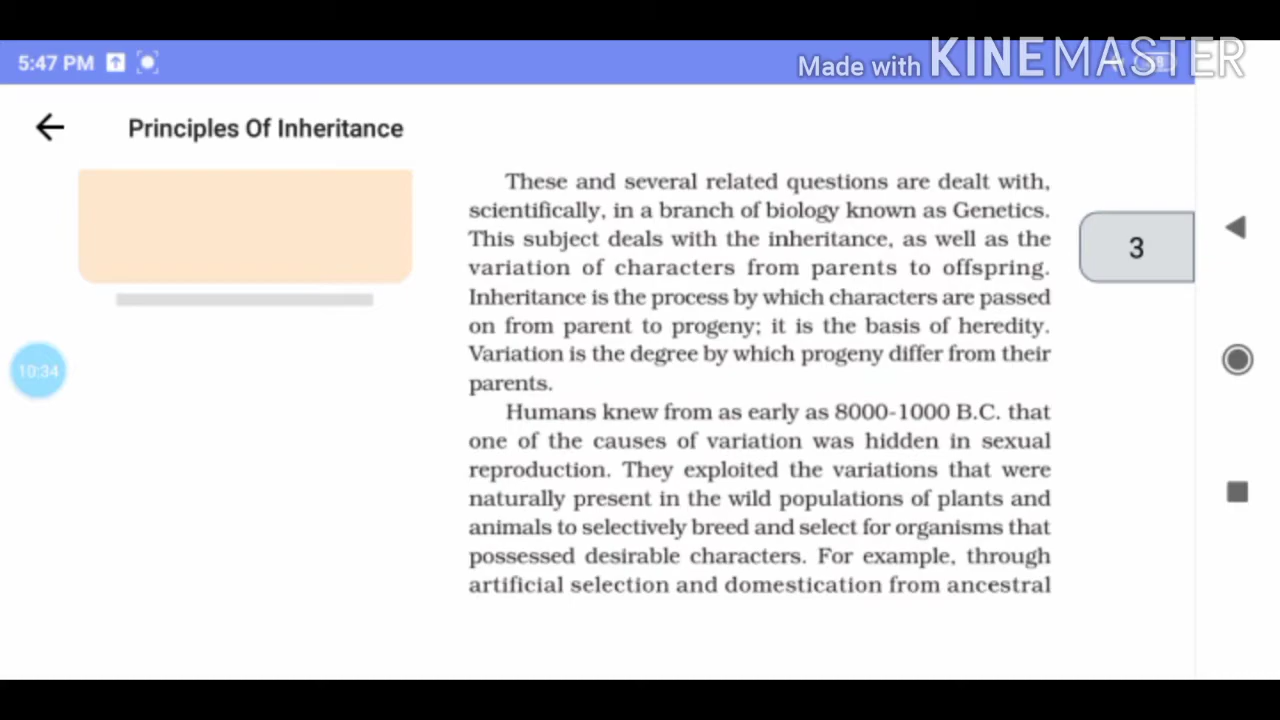 5:47 PM
Made with KINEMASTER
Principles Of Inheritance
These and several related questions are dealt with,
scientifically, in a branch of biology known as Genetics.
This subject deals with the inheritance, as well as the
variation of characters from parents to offspring.
Inheritance is the process by which characters are passed
on from parent to progeny; it is the basis of heredity.
Variation is the degree by which progeny differ from their
parents.
Humans knew from as early as 8000-1000 B.C. that
one of the causes of variation was hidden in sexual
reproduction. They exploited the variations that were
naturally present in the wild populations of plants and
animals to selectively breed and select for organisms that
possessed desirable characters. For example, through
artificial selection and domestication from ancestral
3
10:34